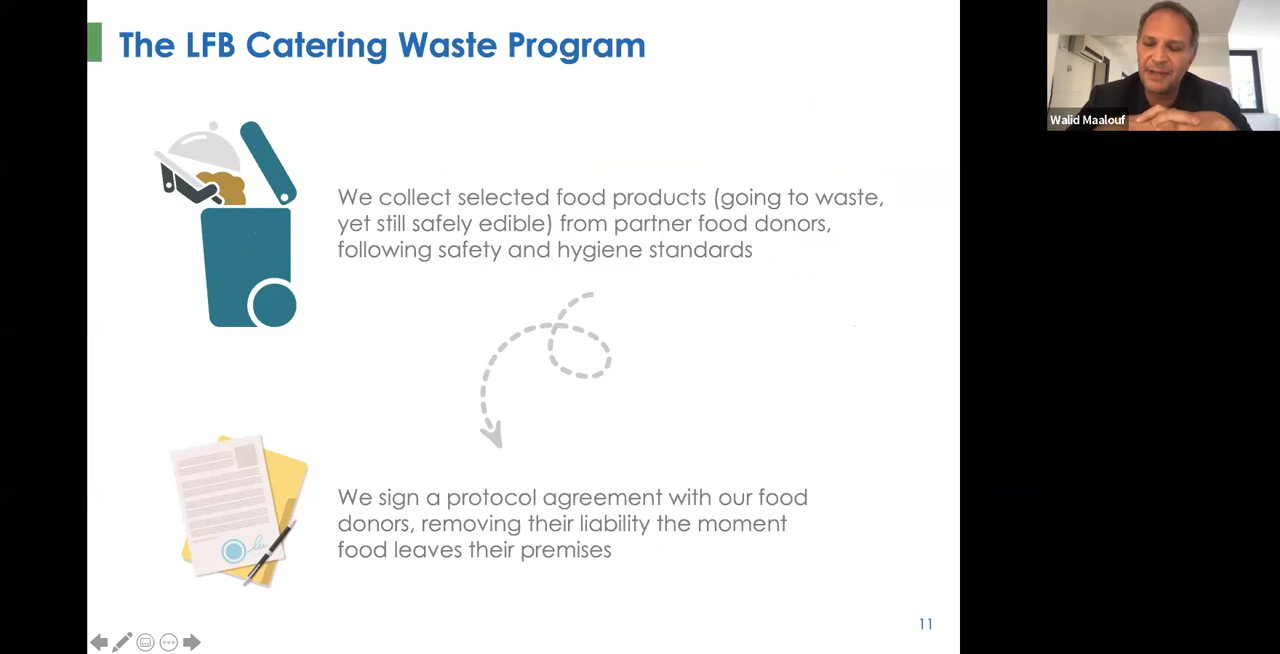 The LFB Catering Waste Program
Walid Maalouf
We collect selected food products (going to waste,
yet still safely edible) from partner food donors,
following safety and hygiene standards
We sign a protocol agreement with our food
donors, removing their liability the moment
food leaves their premises
11